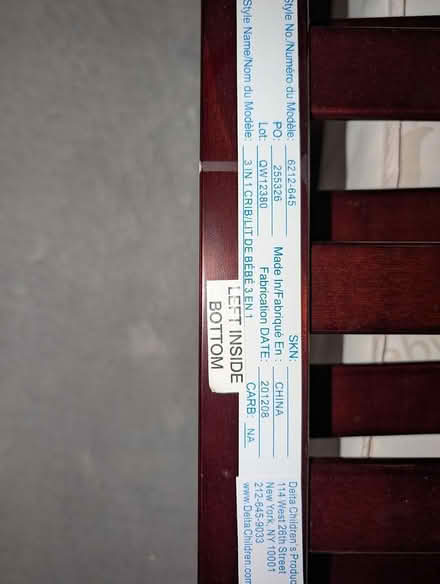 Style No./Numéro du Modèle: 6212-645 SKN:
PO: 255326 Made In/Fabriqué En : CHINA
Lot: QW12380 Fabrication DATE: 201208
Style Name/Nom du Modèle: 3 IN 1 CRIB/LIT DE BÉBÉ 3 EN 1 CARB: NA
LEFT INSIDE
BOTTOM
Delta Children's Produc
114 West 26th Street
New York, NY 10001
212-645-9033
www.DeltaChildren.com